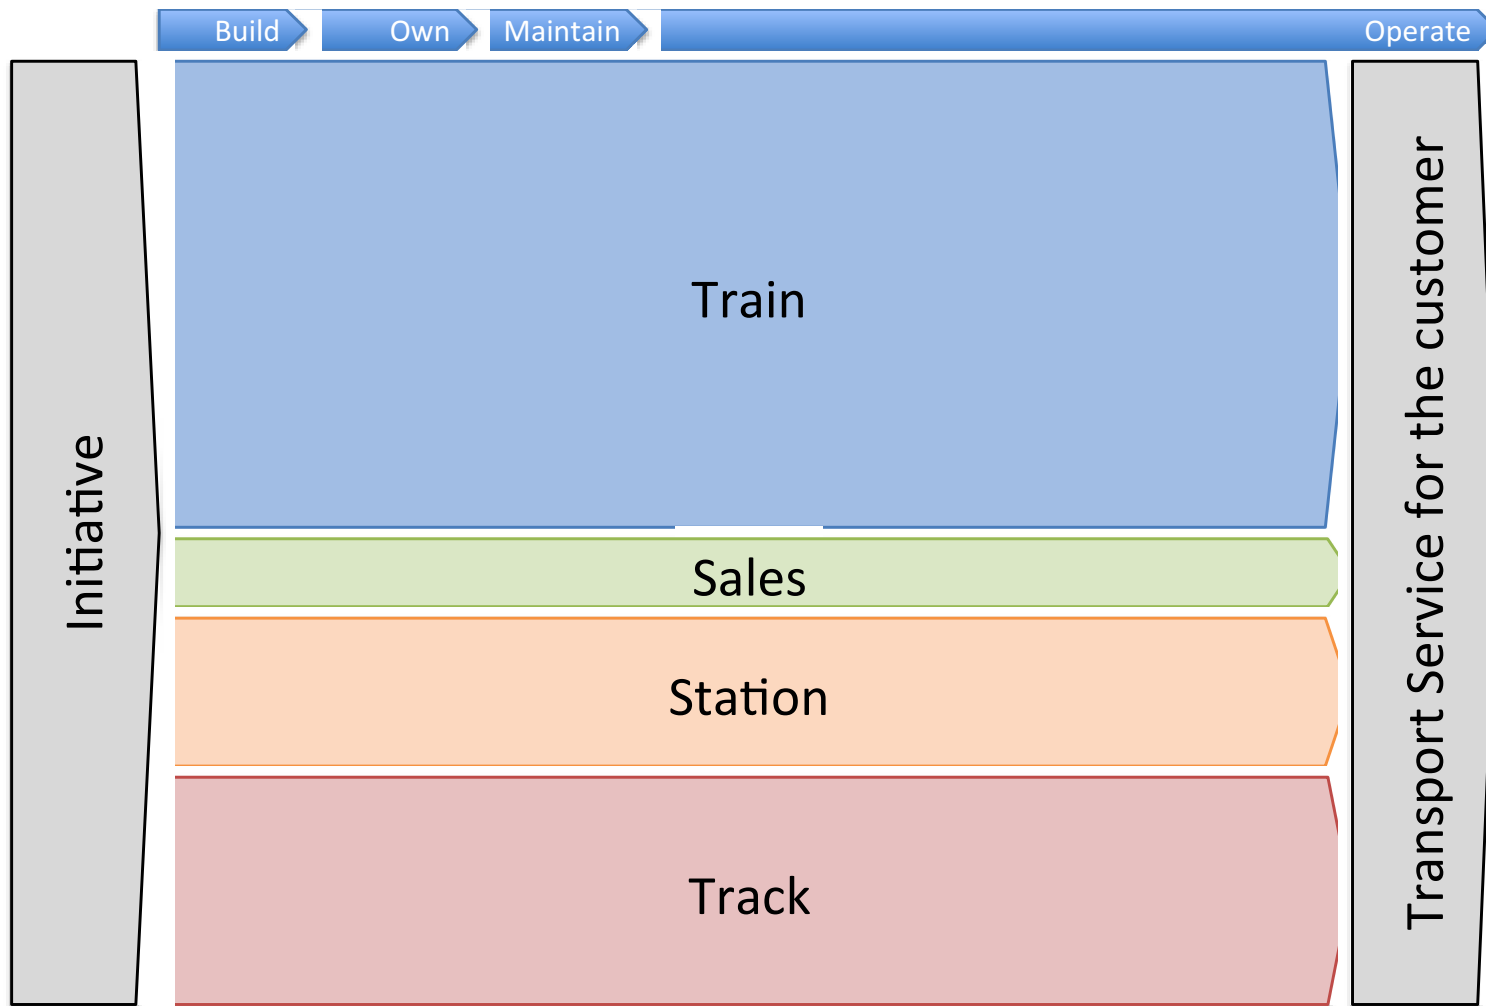 Build Own Maintain Operate
Initiative
Train
Sales
Station
Track
Transport Service for the customer